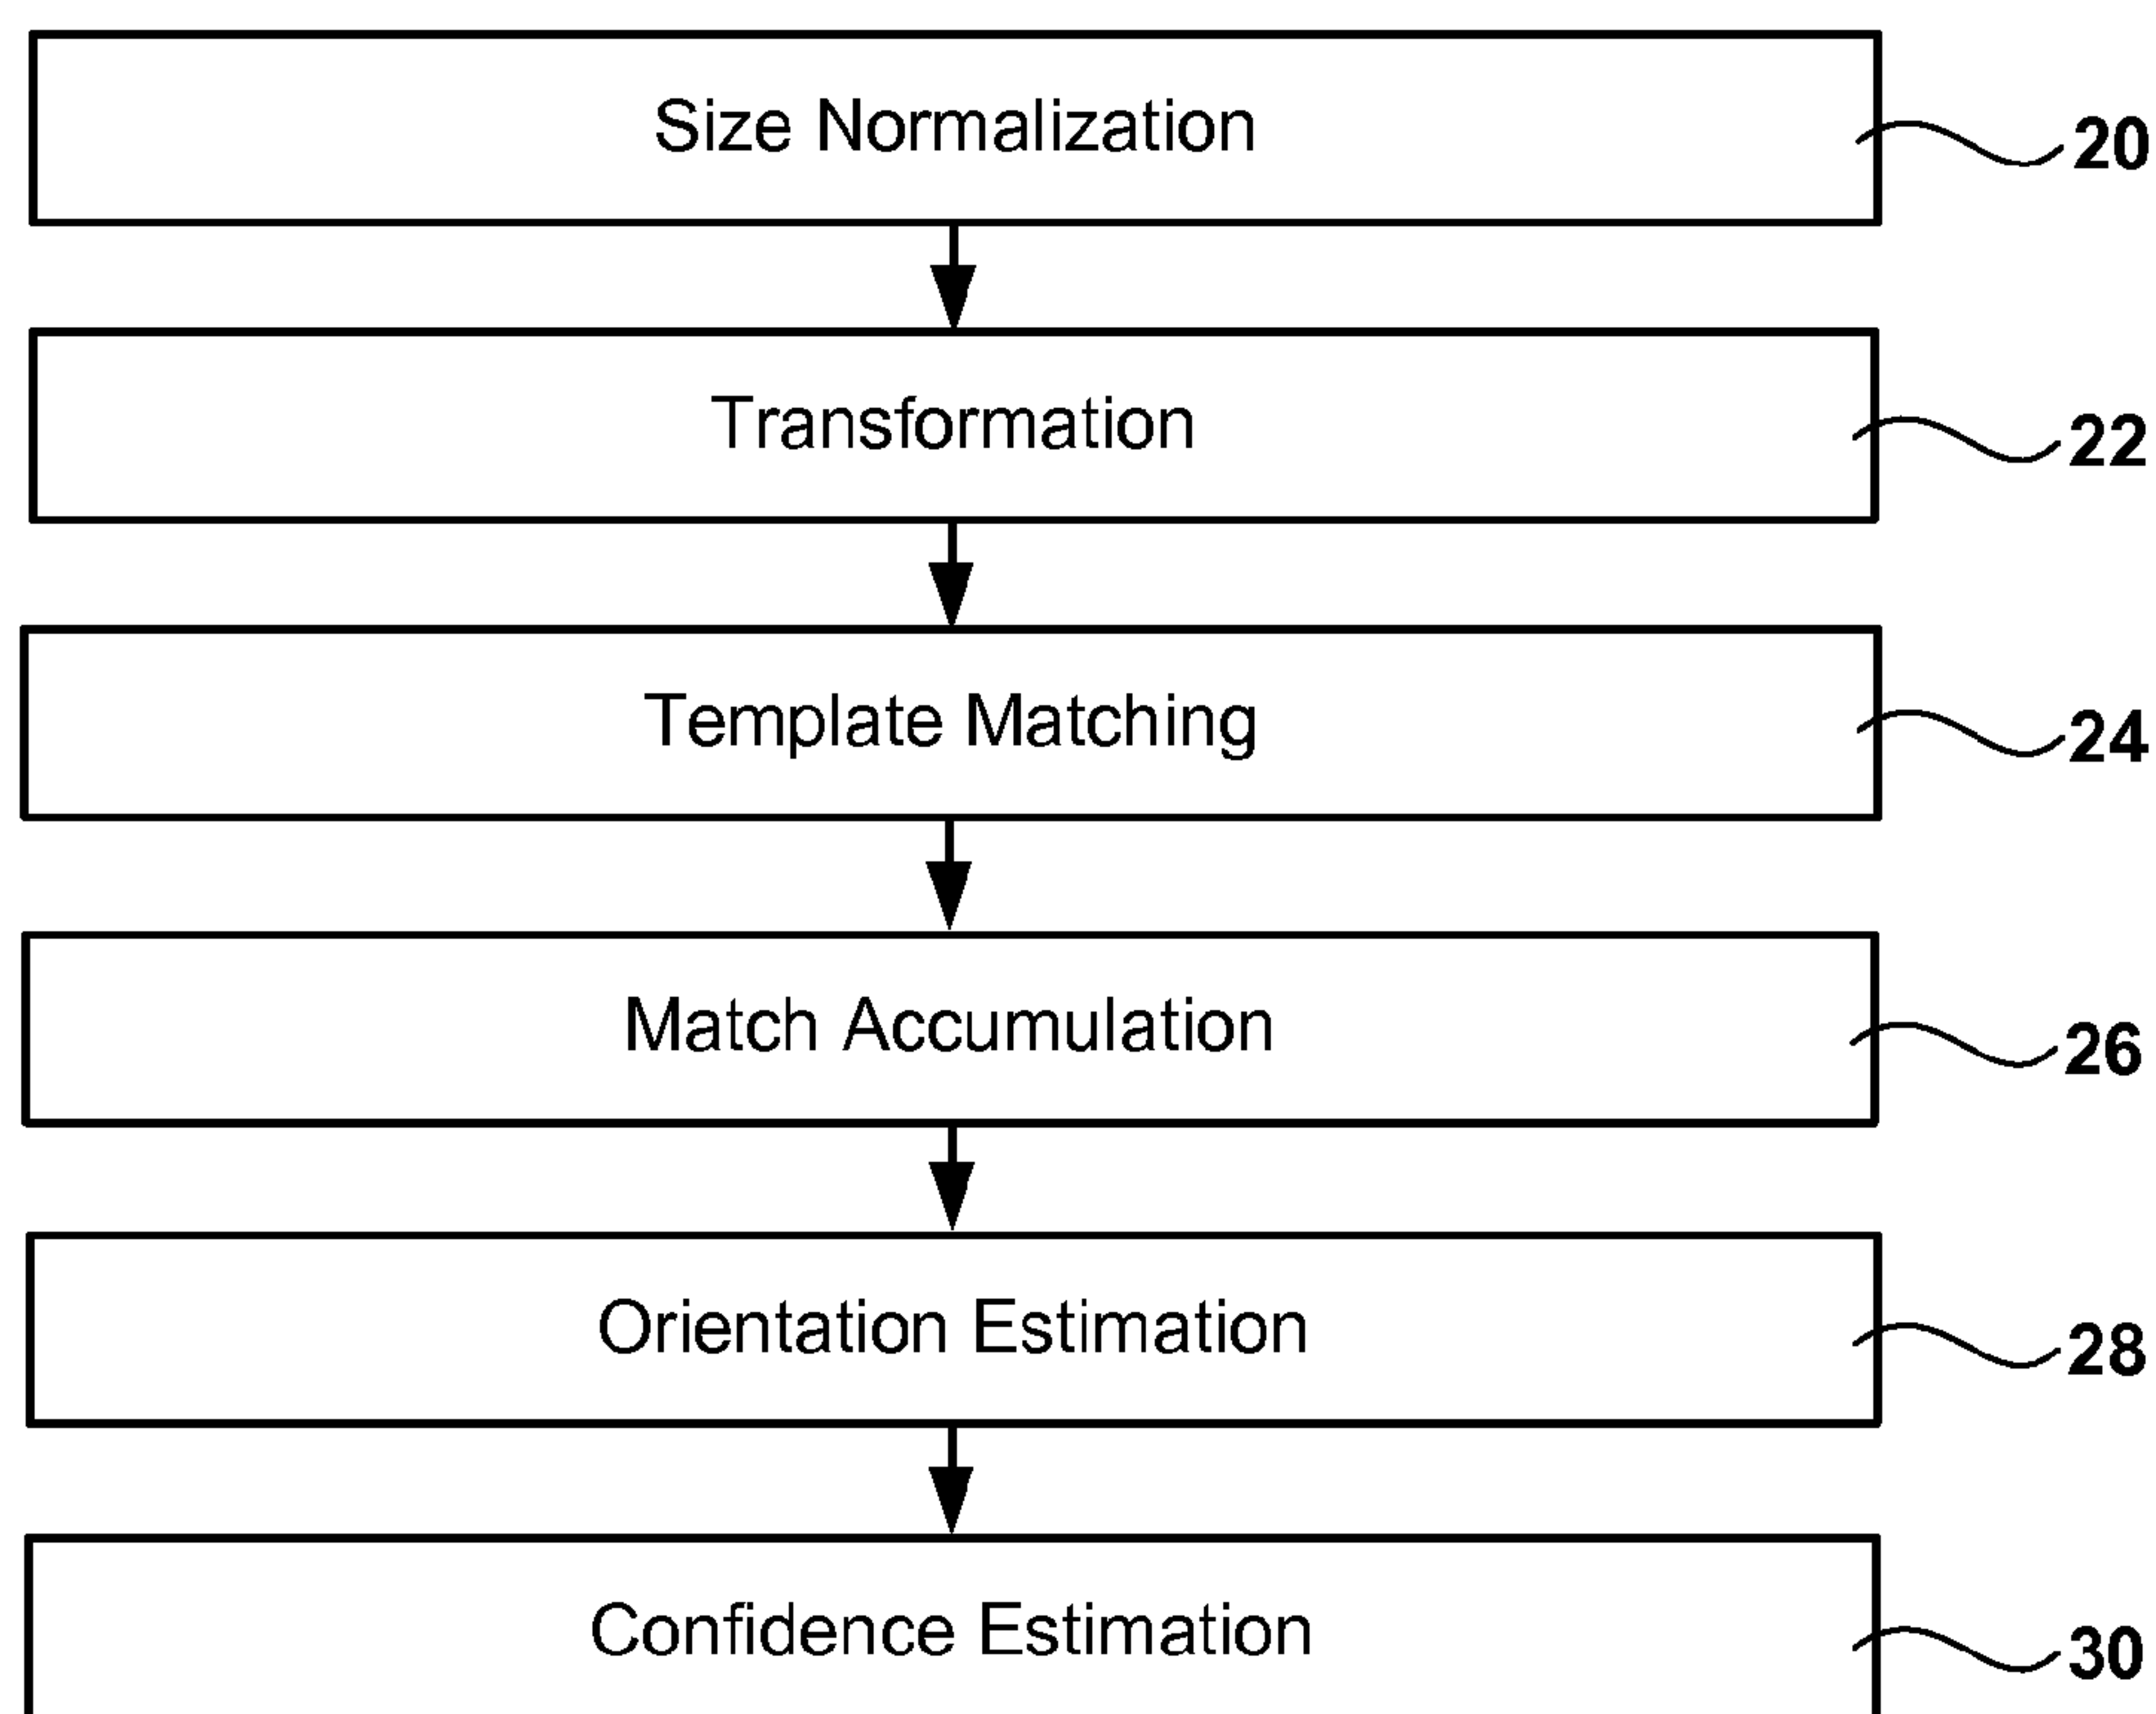 Size Normalization 20
Transformation 22
Template Matching 24
Match Accumulation 26
Orientation Estimation 28
Confidence Estimation 30